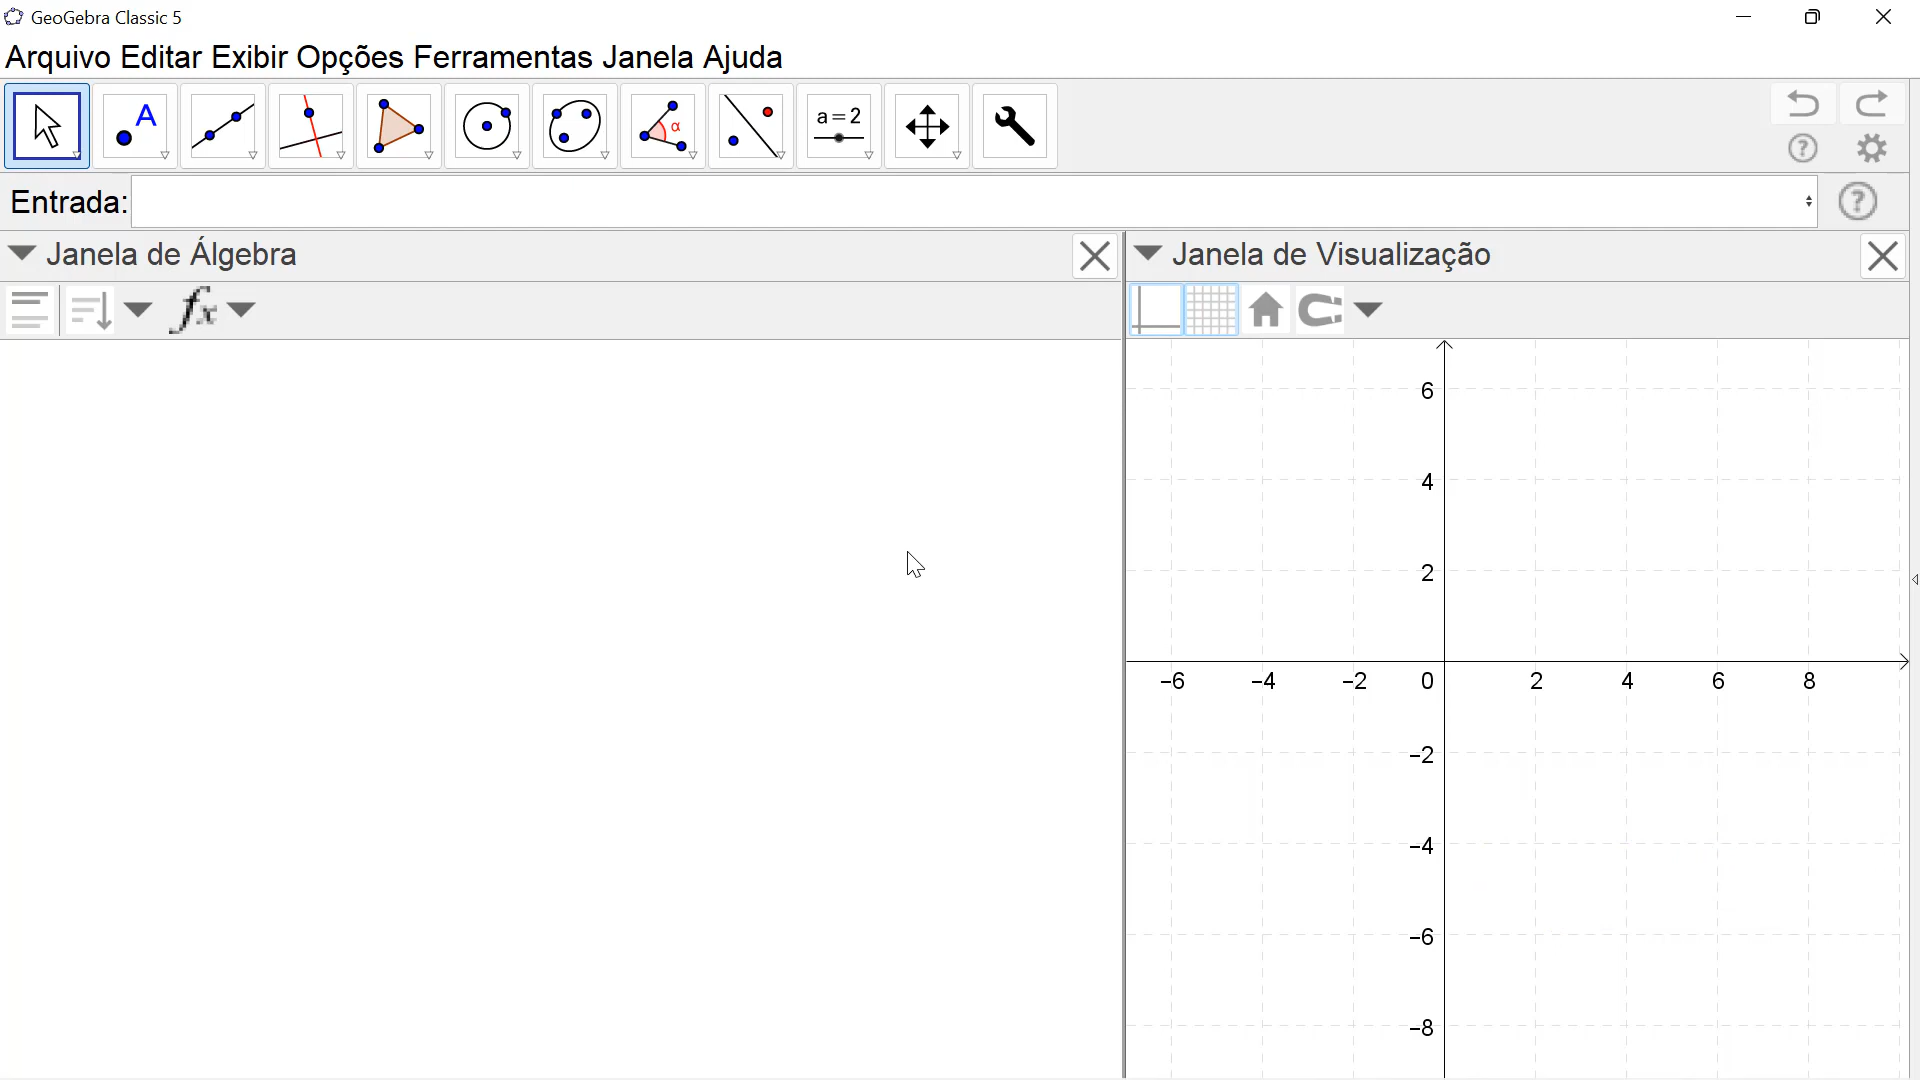 GeoGebra Classic 5
Arquivo Editar Exibir Opções Ferramentas Janela Ajuda
A
α
a=2
Entrada:
Janela de Álgebra
Janela de Visualização
fx
6
4
2
-6 -4 -2 0 2 4 6 8
-2
-4
-6
-8